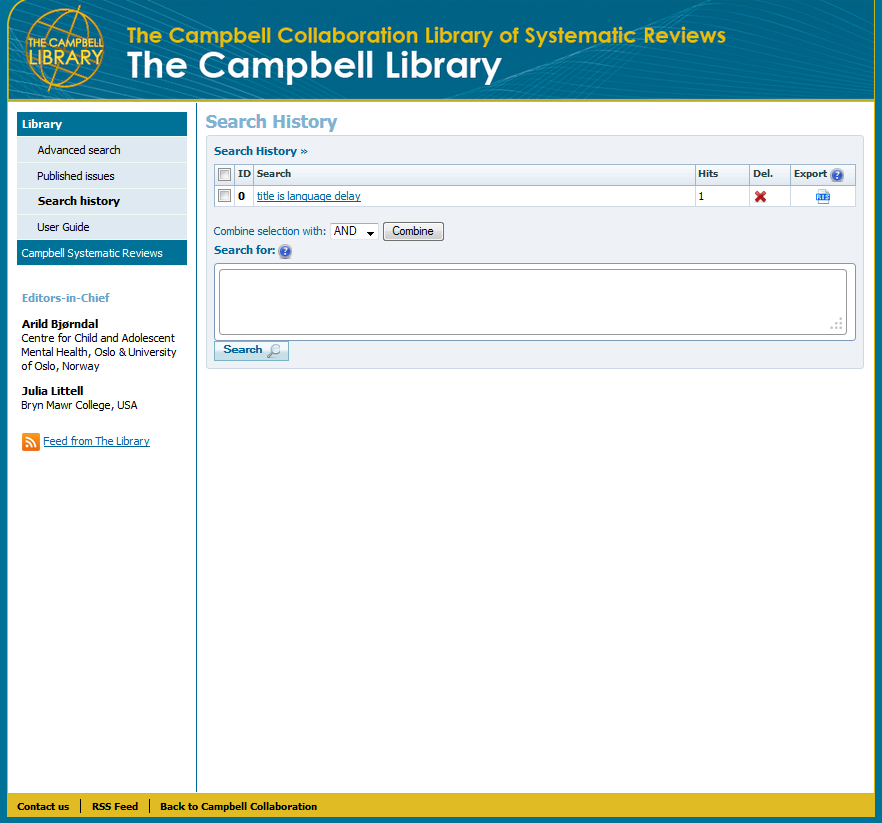 THE CAMPBELL
LIBRARY
The Campbell Collaboration Library of Systematic Reviews
The Campbell Library
Library
Advanced search
Published issues
Search history
User Guide
Campbell Systematic Reviews
Editors-in-Chief
Arild Bjørndal
Centre for Child and Adolescent
Mental Health, Oslo & University
of Oslo, Norway
Julia Littell
Bryn Mawr College, USA
Feed from The Library
Search History
Search History »
ID Search Hits Del. Export ?
0 title is language delay 1
Combine selection with: AND Combine
Search for: ?
Search
Contact us | RSS Feed | Back to Campbell Collaboration